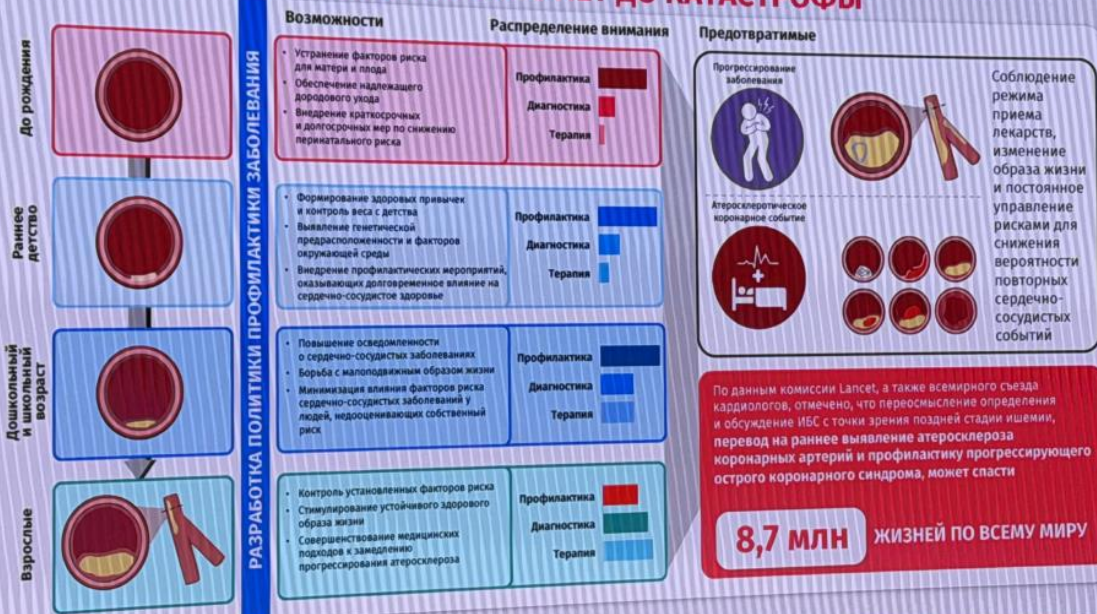 ДО КАТАСТРОФЫ
Возможности
Распределение внимания
Предотвратимые
До рождения
Раннее
детство
Дошкольный
и школьный
возраст
Взрослые
РАЗРАБОТКА ПОЛИТИКИ ПРОФИЛАКТИКИ ЗАБОЛЕВАНИЯ
• Устранение факторов риска
для матери и плода
• Обеспечение надлежащего
дородового ухода
• Внедрение краткосрочных
и долгосрочных мер по снижению
перинатального риска
Профилактика
Диагностика
Терапия
• Формирование здоровых привычек
и контроль веса с детства
• Выявление генетической
предрасположенности и факторов
окружающей среды
• Внедрение профилактических мероприятий,
оказывающих долговременное влияние на
сердечно-сосудистое здоровье
Профилактика
Диагностика
Терапия
• Повышение осведомленности
о сердечно-сосудистых заболеваниях
• Борьба с малоподвижным образом жизни
• Минимизация влияния факторов риска
сердечно-сосудистых заболеваний у
людей, недооценивающих собственный
риск
Профилактика
Диагностика
Терапия
• Контроль установленных факторов риска
• Стимулирование устойчивого здорового
образа жизни
• Совершенствование медицинских
подходов к замедлению
прогрессирования атеросклероза
Профилактика
Диагностика
Терапия
Прогрессирование
заболевания
Атеросклеротическое
коронарное событие
Соблюдение
режима
приема
лекарств,
изменение
образа жизни
и постоянное
управление
рисками для
снижения
вероятности
повторных
сердечно-
сосудистых
событий
По данным комиссии Lancet, а также всемирного съезда
кардиологов, отмечено, что переосмысление определения
и обсуждение ИБС с точки зрения поздней стадии ишемии,
перевод на раннее выявление атеросклероза
коронарных артерий и профилактику прогрессирующего
острого коронарного синдрома, может спасти
8,7 млн
ЖИЗНЕЙ ПО ВСЕМУ МИРУ